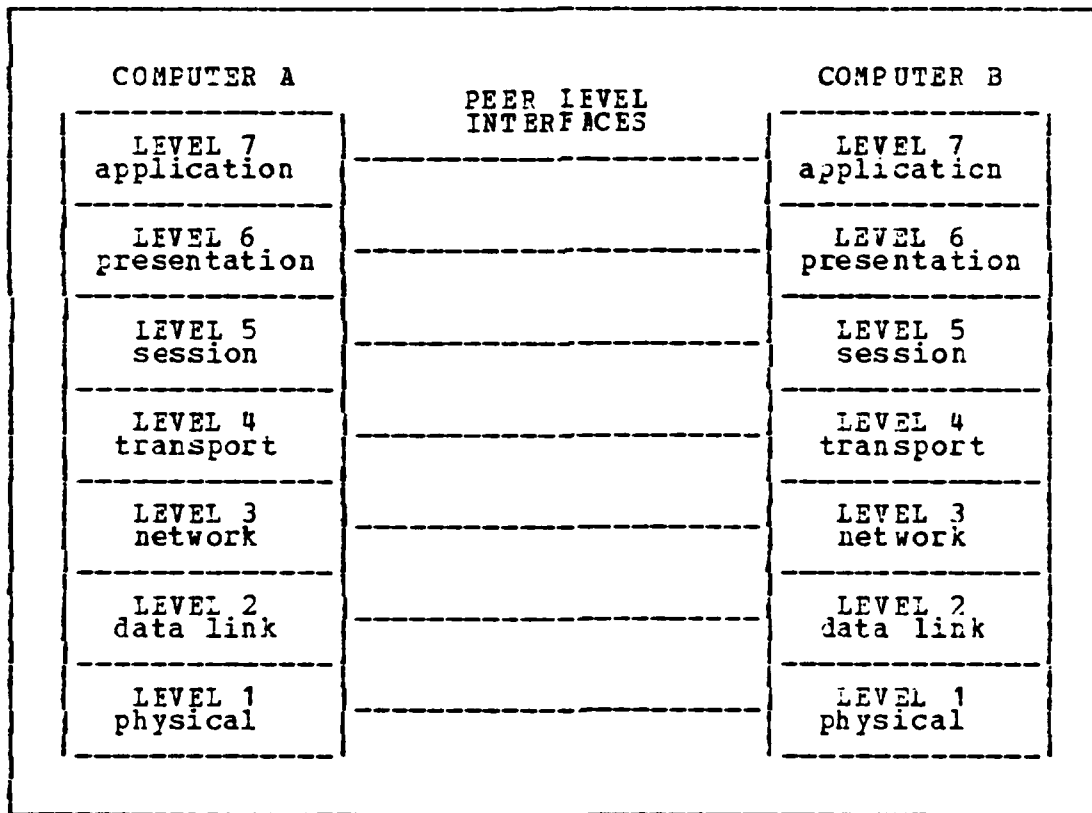 COMPUTER A
PEER LEVEL
INTERFACES
COMPUTER B
LEVEL 7
application
LEVEL 7
application
LEVEL 6
presentation
LEVEL 6
presentation
LEVEL 5
session
LEVEL 5
session
LEVEL 4
transport
LEVEL 4
transport
LEVEL 3
network
LEVEL 3
network
LEVEL 2
data link
LEVEL 2
data link
LEVEL 1
physical
LEVEL 1
physical